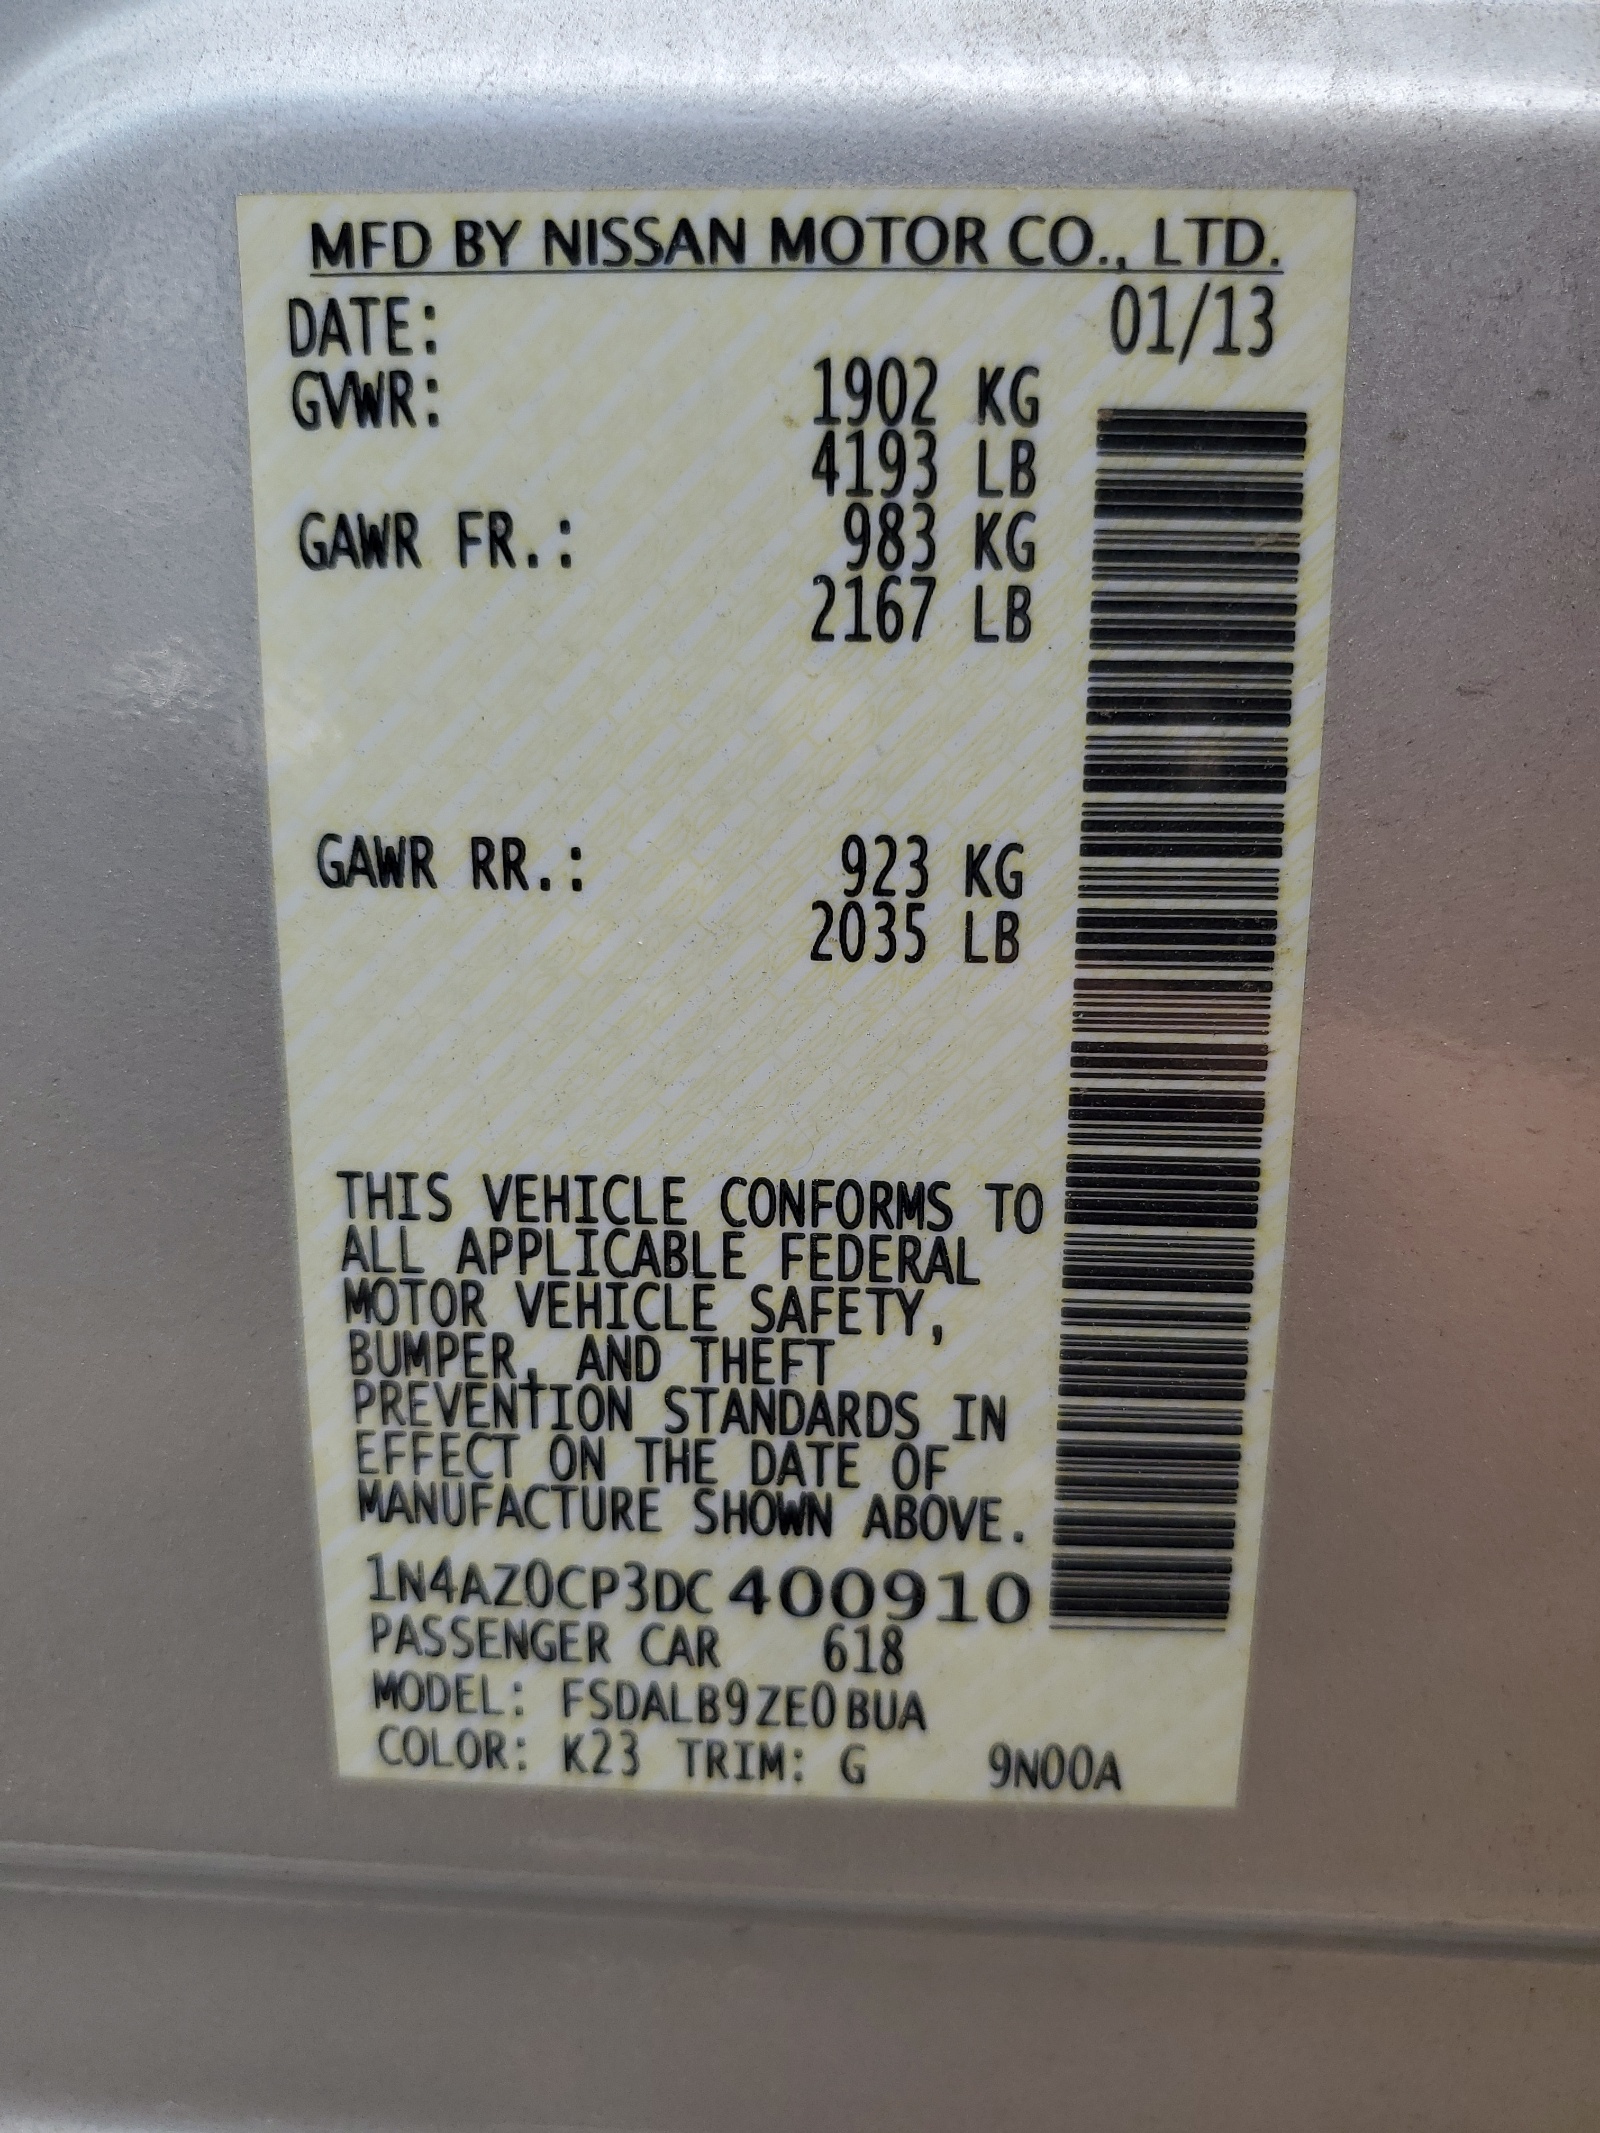 MFD BY NISSAN MOTOR CO., LTD.
DATE: 01/13
GVWR: 1902 KG
4193 LB
GAWR FR.: 983 KG
2167 LB
GAWR RR.: 923 KG
2035 LB
THIS VEHICLE CONFORMS TO
ALL APPLICABLE FEDERAL
MOTOR VEHICLE SAFETY,
BUMPER, AND THEFT
PREVENTION STANDARDS IN
EFFECT ON THE DATE OF
MANUFACTURE SHOWN ABOVE.
1N4AZ0CP3DC400910
PASSENGER CAR 618
MODEL: FSDALB9ZE0BUA
COLOR: K23 TRIM: G 9N00A